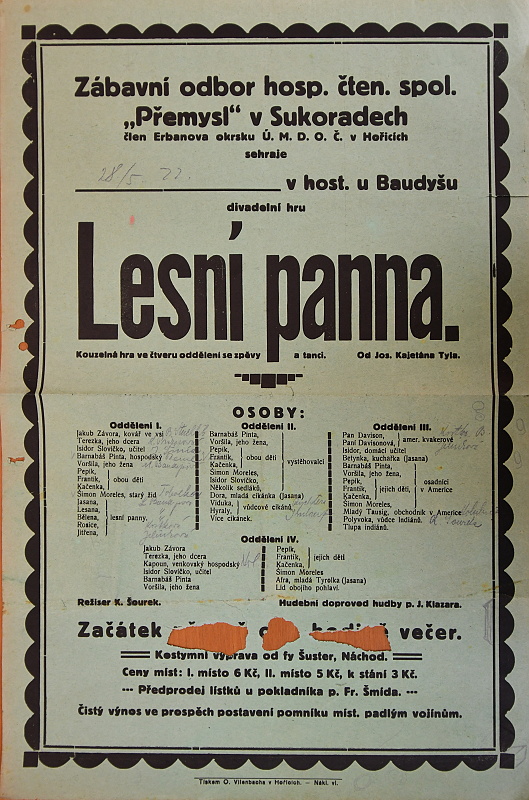 Zábavní odbor hosp. čten. spol.
„Přemysl" v Sukoradech
člen Erbanova okrsku Ú. M. D. O. Č. v Hořicích
sehraje
28/5 22. v host. u Baudyšu
divadelní hru
Lesní panna.
Kouzelná hra ve čtveru oddělení se zpěvy a tanci. Od Jos. Kajetána Tyla.
OSOBY:
Oddělení I.
Jakub Závora, kovář ve vsi
Terezka, jeho dcera
Isidor Slovíčko, učitel
Barnabáš Pinta, hospodský
Voršila, jeho žena
Pepík,
Frantík, obou děti
Kačenka,
Šimon Moreles, starý žid
Jasana,
Lesana,
Bělena, lesní panny,
Rosice,
Jitřena,
Oddělení II.
Barnabáš Pinta,
Voršila, jeho žena,
Pepík,
Frantík, obou děti
Kačenka,
Šimon Moreles,
Isidor Slovíčko,
vystěhovalci
Několik sedláků,
Dora, mladá cikánka (Jasana)
Viduka,
Hyraly, vůdcové cikánů
Více cikánek.
Oddělení III.
Pan Davison,
Paní Davisonová, amer. kvakerové
Isidor, domácí učitel
Betynka, kuchařka (Jasana)
Barnabáš Pinta,
Voršila, jeho žena,
Pepík,
Frantík, jejich děti,
Kačenka,
Šimon Moreles,
osadníci
v Americe
Mladý Tausig, obchodník v Americe
Polyvoka, vůdce Indiánů.
Tlupa indiánů.
Oddělení IV.
Jakub Závora
Terezka, jeho dcera
Kapoun, venkovský hospodský
Isidor Slovíčko
Barnabáš Pinta
Voršila, jeho žena
Pepík,
Frantík, jejich děti
Kačenka,
Šimon Moreles
Afra, mladá Tyrolka (Jasana)
Lid obojího pohlaví.
Režiser K. Šourek. Hudební doprovod hudby p. J. Klazara.
Začátek večer.
Kostymní výprava od fy Šuster, Náchod.
Ceny míst: I. místo 6 Kč, II. místo 5 Kč, k stání 3 Kč.
--- Předprodej lístků u pokladníka p. Fr. Šmída. ---
Čistý výnos ve prospěch postavení pomníku míst. padlým vojínům.
Tiskem O. Vilenbacha v Hořicích. — Nákl. vl.